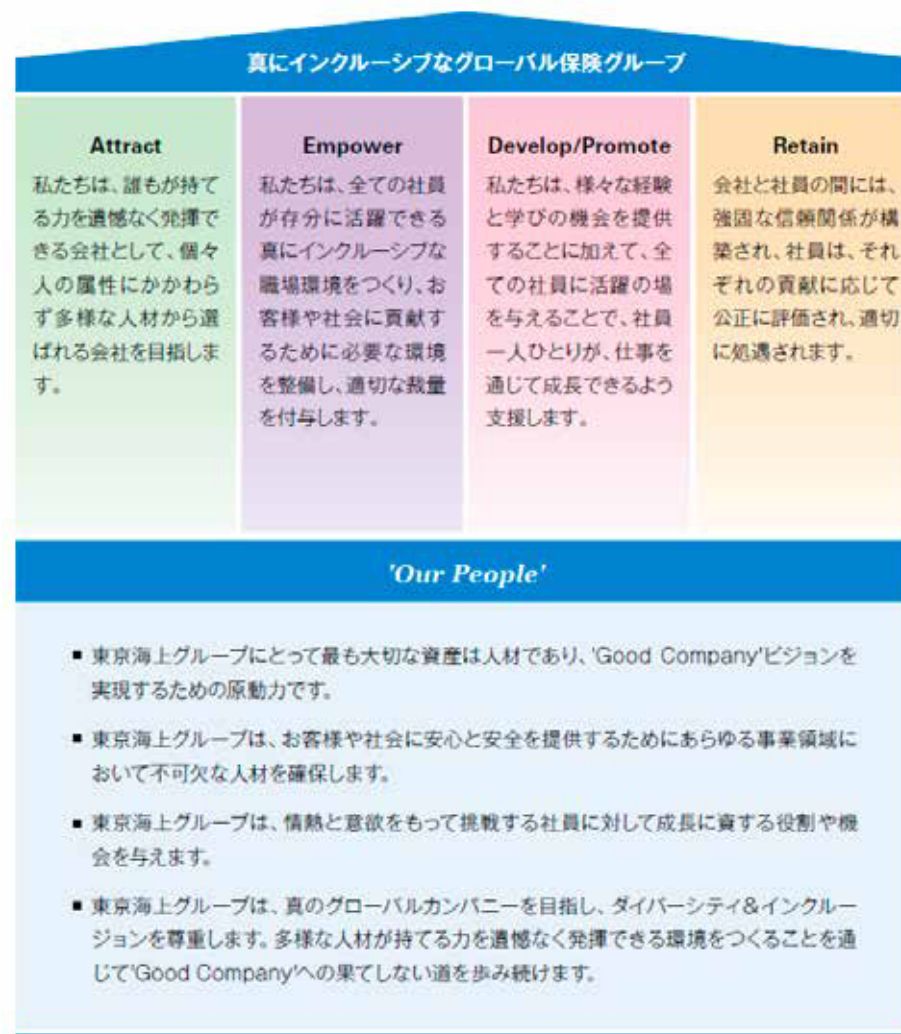 真にインクルーシブなグローバル保険グループ
Attract
私たちは、誰もが持て
る力を遺憾なく発揮で
きる会社として、個々
人の属性にかかわら
ず多様な人材から選
ばれる会社を目指しま
す。
Empower
私たちは、全ての社員
が存分に活躍できる
真にインクルーシブな
職場環境をつくり、お
客様や社会に貢献す
るために必要な環境
を整備し、適切な裁量
を付与します。
Develop/Promote
私たちは、様々な経験
と学びの機会を提供
することに加えて、全
ての社員に活躍の場
を与えることで、社員
一人ひとりが、仕事を
通じて成長できるよう
支援します。
Retain
会社と社員の間には、
強固な信頼関係が構
築され、社員は、それ
ぞれの貢献に応じて
公正に評価され、適切
に処遇されます。
'Our People'
■ 東京海上グループにとって最も大切な資産は人材であり、'Good Company'ビジョンを
実現するための原動力です。
■ 東京海上グループは、お客様や社会に安心と安全を提供するためにあらゆる事業領域に
おいて不可欠な人材を確保します。
■ 東京海上グループは、情熱と意欲をもって挑戦する社員に対して成長に資する役割や機
会を与えます。
■ 東京海上グループは、真のグローバルカンパニーを目指し、ダイバーシティ&インクルー
ジョンを尊重します。多様な人材が持てる力を遺憾なく発揮できる環境をつくることを通
じて'Good Company'への果てしない道を歩み続けます。